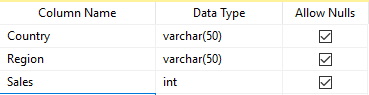 Column Name Data Type Allow Nulls
Country varchar(50)
Region varchar(50)
Sales int